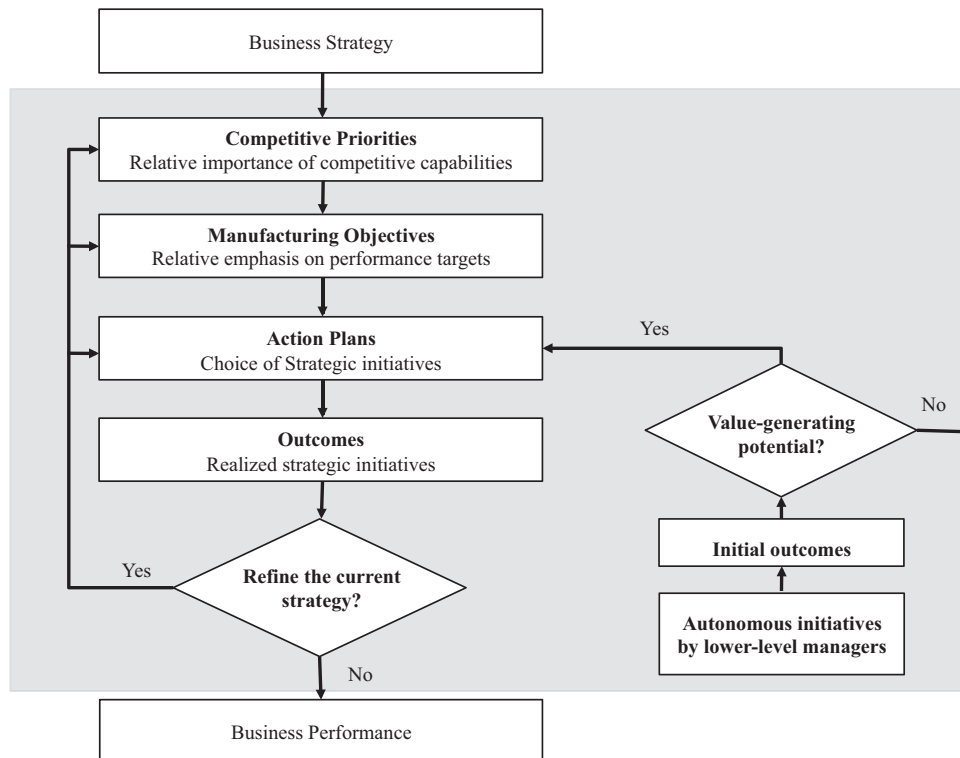 Business Strategy
Competitive Priorities
Relative importance of competitive capabilities
Manufacturing Objectives
Relative emphasis on performance targets
Action Plans
Choice of Strategic initiatives
Yes
Outcomes
Realized strategic initiatives
Value-generating
potential?
No
Initial outcomes
Yes
Refine the current
strategy?
Autonomous initiatives
by lower-level managers
No
Business Performance